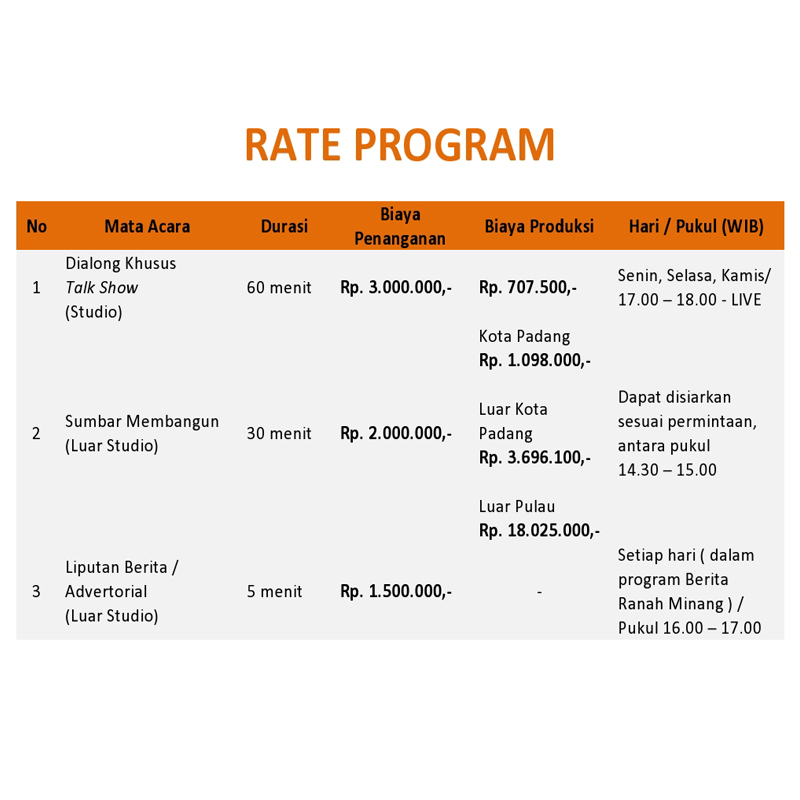 RATE PROGRAM
No Mata Acara Durasi Biaya Penanganan Biaya Produksi Hari / Pukul (WIB)
1
Dialong Khusus
Talk Show
(Studio)
60 menit
Rp. 3.000.000,-
Rp. 707.500,-
Senin, Selasa, Kamis/
17.00 – 18.00 - LIVE
2
Sumbar Membangun
(Luar Studio)
30 menit
Rp. 2.000.000,-
Kota Padang
Rp. 1.098.000,-
Luar Kota
Padang
Rp. 3.696.100,-
Luar Pulau
Rp. 18.025.000,-
Dapat disiarkan
sesuai permintaan,
antara pukul
14.30 – 15.00
3
Liputan Berita /
Advertorial
(Luar Studio)
5 menit
Rp. 1.500.000,-
-
Setiap hari ( dalam
program Berita
Ranah Minang ) /
Pukul 16.00 – 17.00